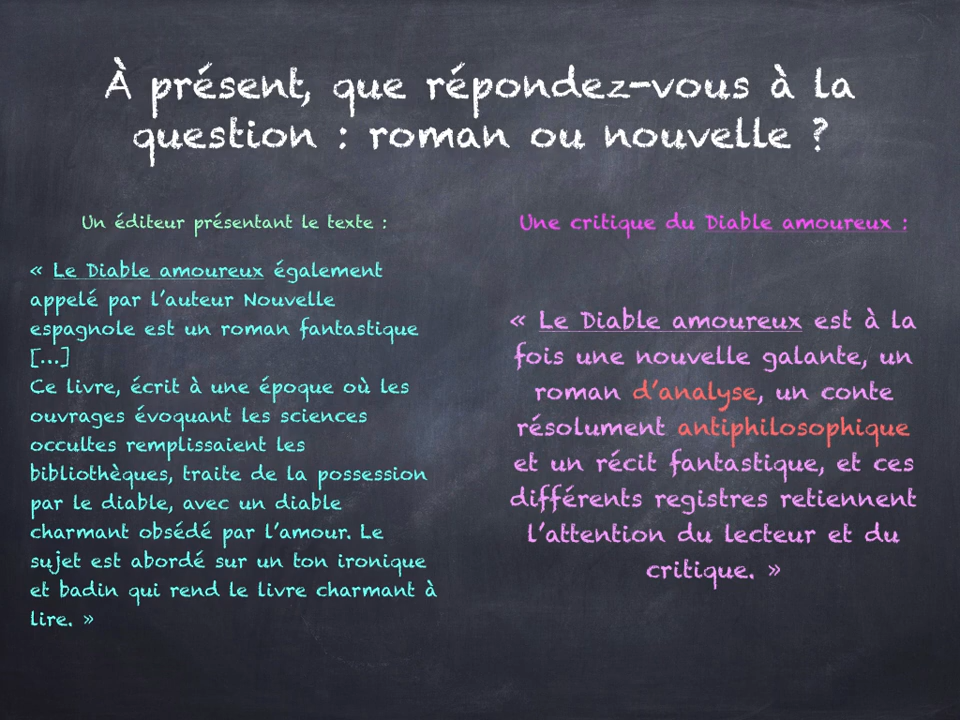 À présent, que répondez-vous à la
question : roman ou nouvelle ?
Un éditeur présentant le texte :
« Le Diable amoureux également
appelé par l'auteur Nouvelle
espagnole est un roman fantastique
[...]
Ce livre, écrit à une époque où les
ouvrages évoquant les sciences
occultes remplissaient les
bibliothèques, traite de la possession
par le diable, avec un diable
charmant obsédé par l'amour. Le
sujet est abordé sur un ton ironique
et badin qui rend le livre charmant à
lire. »
Une critique du Diable amoureux :
« Le Diable amoureux est à la
fois une nouvelle galante, un
roman d'analyse, un conte
résolument antiphilosophique
et un récit fantastique, et ces
différents registres retiennent
l'attention du lecteur et du
critique. »